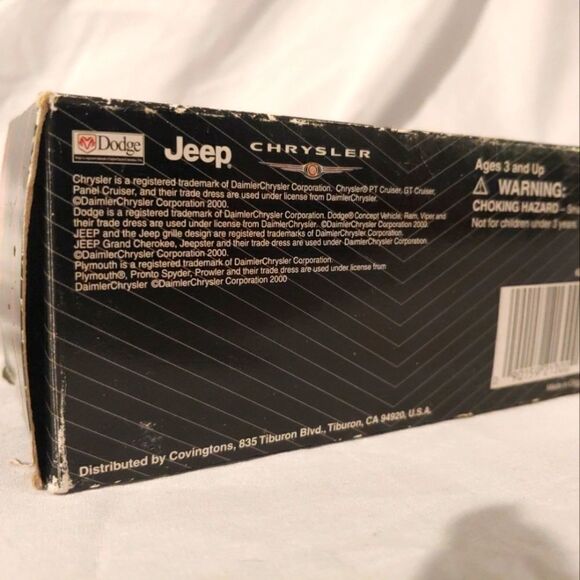 Dodge
Jeep
CHRYSLER
Chrysler is a registered trademark of DaimlerChrysler Corporation. Chrysler® PT Cruiser, GT Cruiser,
Panel Cruiser, and their trade dress are used under license from DaimlerChrysler.
©DaimlerChrysler Corporation 2000.
Dodge is a registered trademark of DaimlerChrysler Corporation. Dodge® Concept Vehicle, Ram, Viper and
their trade dress are used under license from DaimlerChrysler. ©DaimlerChrysler Corporation 2000.
JEEP and the Jeep grille design are registered trademarks of DaimlerChrysler Corporation.
JEEP Grand Cherokee, Jeepster and their trade dress are used under license from DaimlerChrysler.
©DaimlerChrysler Corporation 2000.
Plymouth is a registered trademark of DaimlerChrysler Corporation.
Plymouth®, Pronto Spyder, Prowler and their trade dress are used under license from
DaimlerChrysler ©DaimlerChrysler Corporation 2000
Ages 3 and Up
WARNING:
CHOKING HAZARD
Not for children under 3 years
Made in
Distributed by Covingtons, 835 Tiburon Blvd., Tiburon, CA 94920, U.S.A.